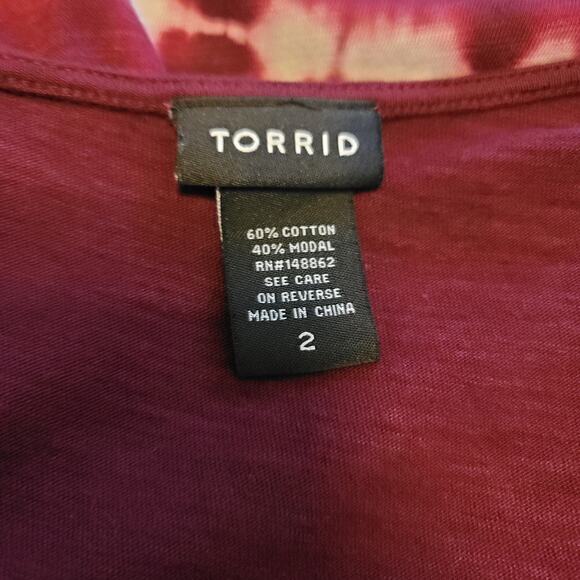 TORRID
60% COTTON
40% MODAL
RN#148862
SEE CARE
ON REVERSE
MADE IN CHINA
2